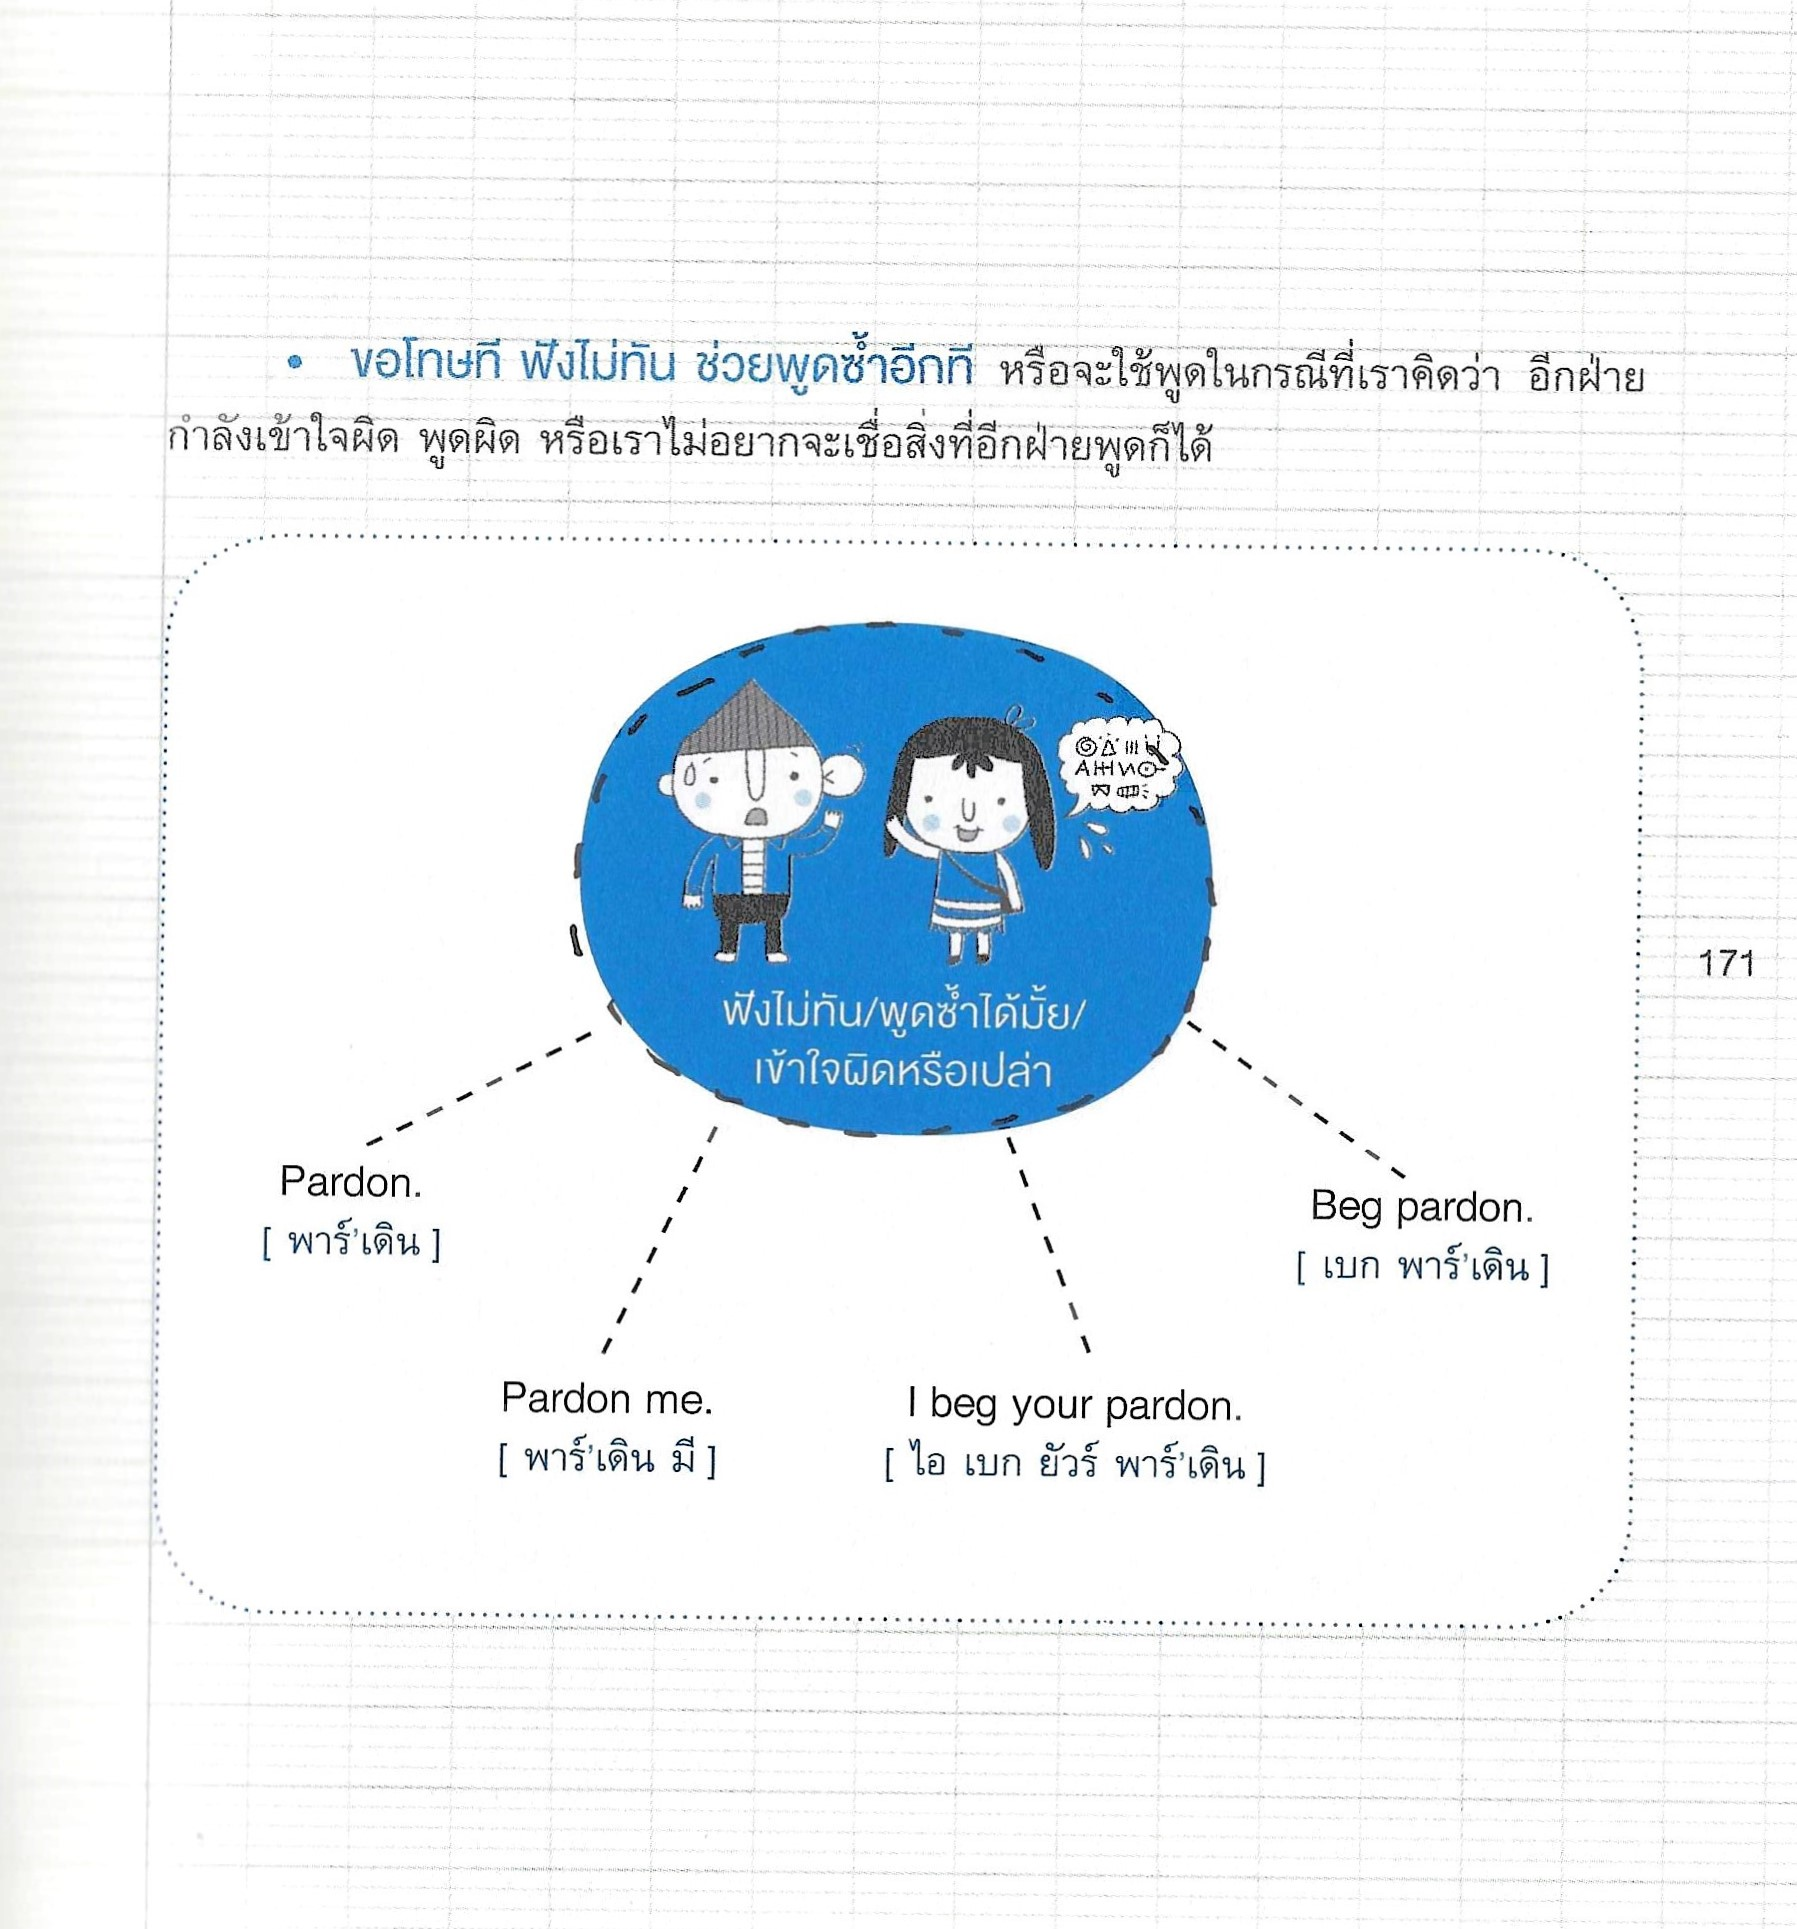 • ขอโทษที ฟังไม่ทัน ช่วยพูดซ้ำอีกที หรือจะใช้พูดในกรณีที่เราคิดว่า อีกฝ่าย
กำลังเข้าใจผิด พูดผิด หรือเราไม่อยากจะเชื่อสิ่งที่อีกฝ่ายพูดก็ได้
ฟังไม่ทัน/พูดซ้ำได้มั้ย/
เข้าใจผิดหรือเปล่า
171
Pardon.
[ พาร์'เดิน ]
Beg pardon.
[ เบก พาร์'เดิน ]
Pardon me.
[ พาร์'เดิน มี ]
I beg your pardon.
[ ไอ เบก ยัวร์ พาร์'เดิน ]